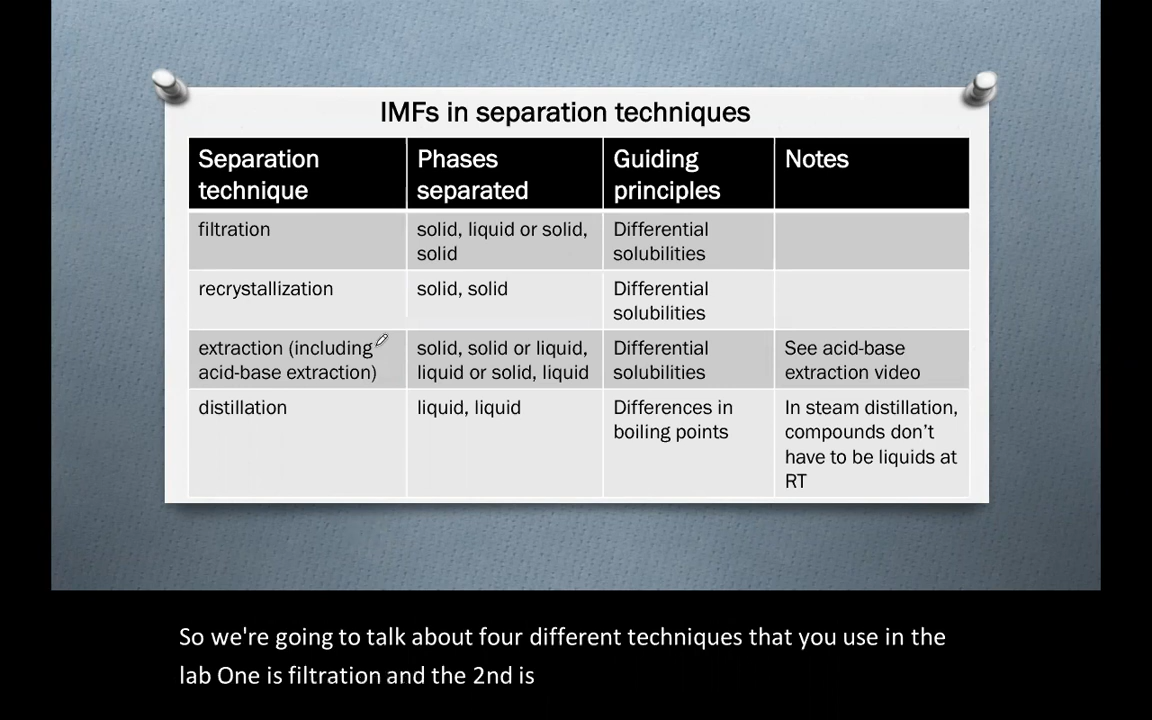 IMFs in separation techniques
Separation technique
Phases separated
Guiding principles
Notes
filtration
solid, liquid or solid, solid
Differential solubilities
recrystallization
solid, solid
Differential solubilities
extraction (including acid-base extraction)
solid, solid or liquid, liquid or solid, liquid
Differential solubilities
See acid-base extraction video
distillation
liquid, liquid
Differences in boiling points
In steam distillation, compounds don’t have to be liquids at RT
So we're going to talk about four different techniques that you use in the
lab One is filtration and the 2nd is